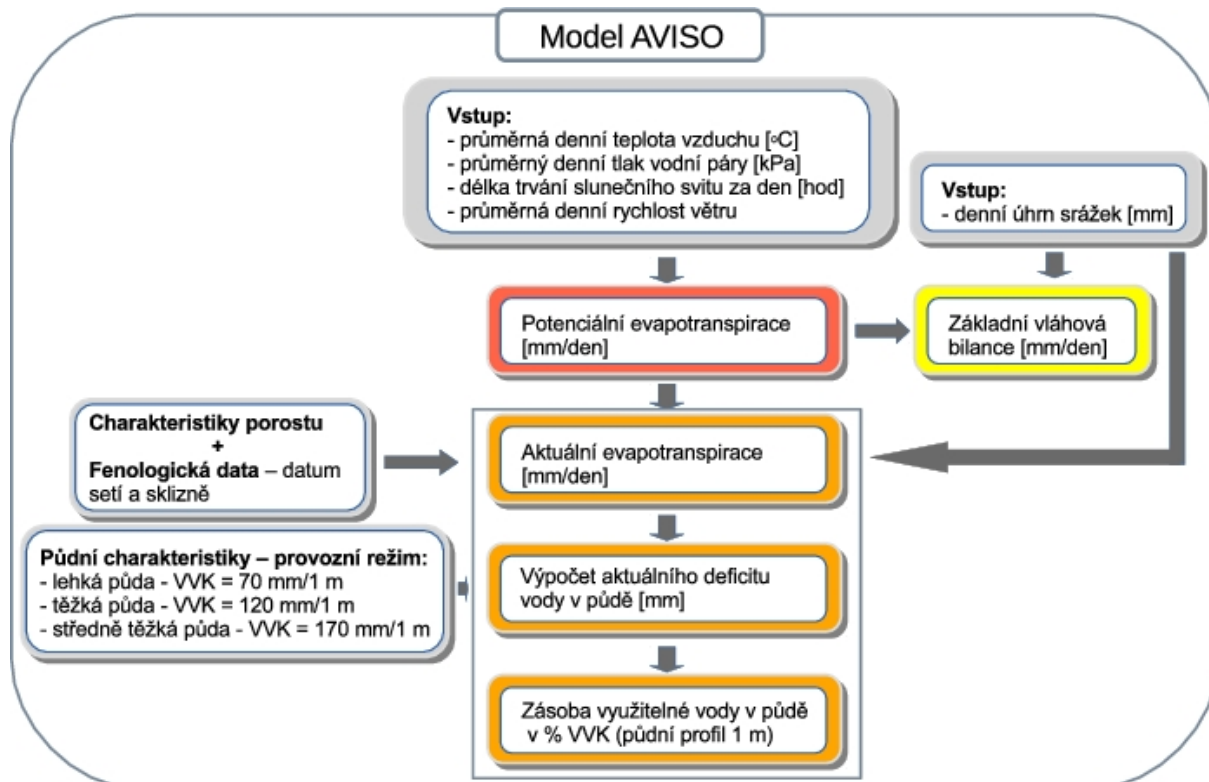 Model AVISO
Vstup:
- průměrná denní teplota vzduchu [ºC]
- průměrný denní tlak vodní páry [kPa]
- délka trvání slunečního svitu za den [hod]
- průměrná denní rychlost větru
Vstup:
- denní úhrn srážek [mm]
Potenciální evapotranspirace
[mm/den]
Základní vláhová
bilance [mm/den]
Charakteristiky porostu
+
Fenologická data – datum
setí a sklizně
Aktuální evapotranspirace
[mm/den]
Půdní charakteristiky – provozní režim:
- lehká půda - VVK = 70 mm/1 m
- těžká půda - VVK = 120 mm/1 m
- středně těžká půda - VVK = 170 mm/1 m
Výpočet aktuálního deficitu
vody v půdě [mm]
Zásoba využitelné vody v půdě
v % VVK (půdní profil 1 m)